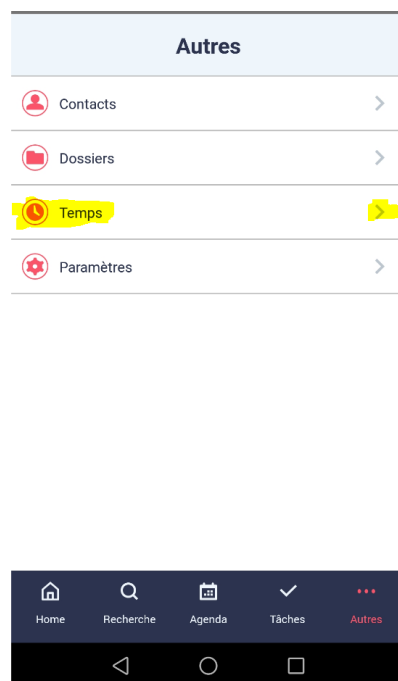 Autres
Contacts
Dossiers
Temps
Paramètres
Home Recherche Agenda Tâches Autres